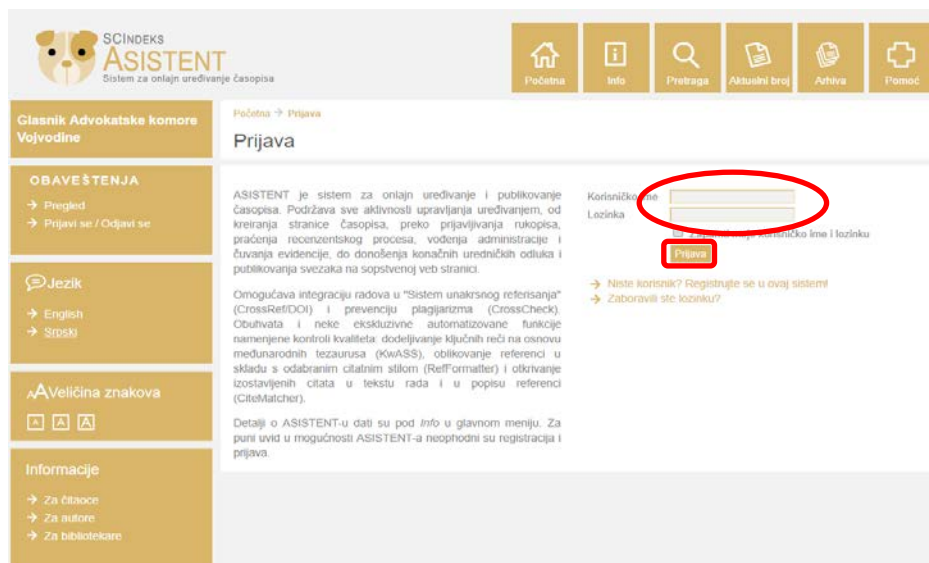 SCINDEKS
ASISTENT
Sistem za onlajn uređivanje časopisa
Početna
Info
Pretraga
Aktuelni broj
Arhiva
Pomoć
Glasnik Advokatske komore
Vojvodine
Početna → Prijava
Prijava
OBAVEŠTENJA
→ Pregled
→ Prijavi se / Odjavi se
Jezik
→ English
→ Srpski
AAVeličina znakova
A A A
Informacije
→ Za čitaoce
→ Za autore
→ Za bibliotekare
ASISTENT je sistem za onlajn uređivanje i publikovanje
časopisa. Podržava sve aktivnosti upravljanja uređivanjem, od
kreiranja stranice časopisa, preko prijavljivanja rukopisa,
praćenja recenzentskog procesa, vođenja administracije i
čuvanja evidencije, do donošenja konačnih uredničkih odluka i
publikovanja svezaka na sopstvenoj veb stranici.
Omogućava integraciju radova u "Sistem unakrsnog referisanja"
(CrossRef/DOI) i prevenciju plagijarizma (CrossCheck).
Obuhvata i neke ekskluzivne automatizovane funkcije
namenjene kontroli kvaliteta: dodeljivanje ključnih reči na osnovu
međunarodnih tezaurusa (KwASS), oblikovanje referenci u
skladu s odabranim citatnim stilom (RefFormatter) i otkrivanje
izostavljenih citata u tekstu rada i u popisu referenci
(CiteMatcher).
Detalji o ASISTENT-u dati su pod Info u glavnom meniju. Za
puni uvid u mogućnosti ASISTENT-a neophodni su registracija i
prijava.
Korisničko ime
Lozinka
korisničko ime i lozinku
Prijava
→ Niste korisnik? Registrujte se u ovaj sistem!
→ Zaboravili ste lozinku?